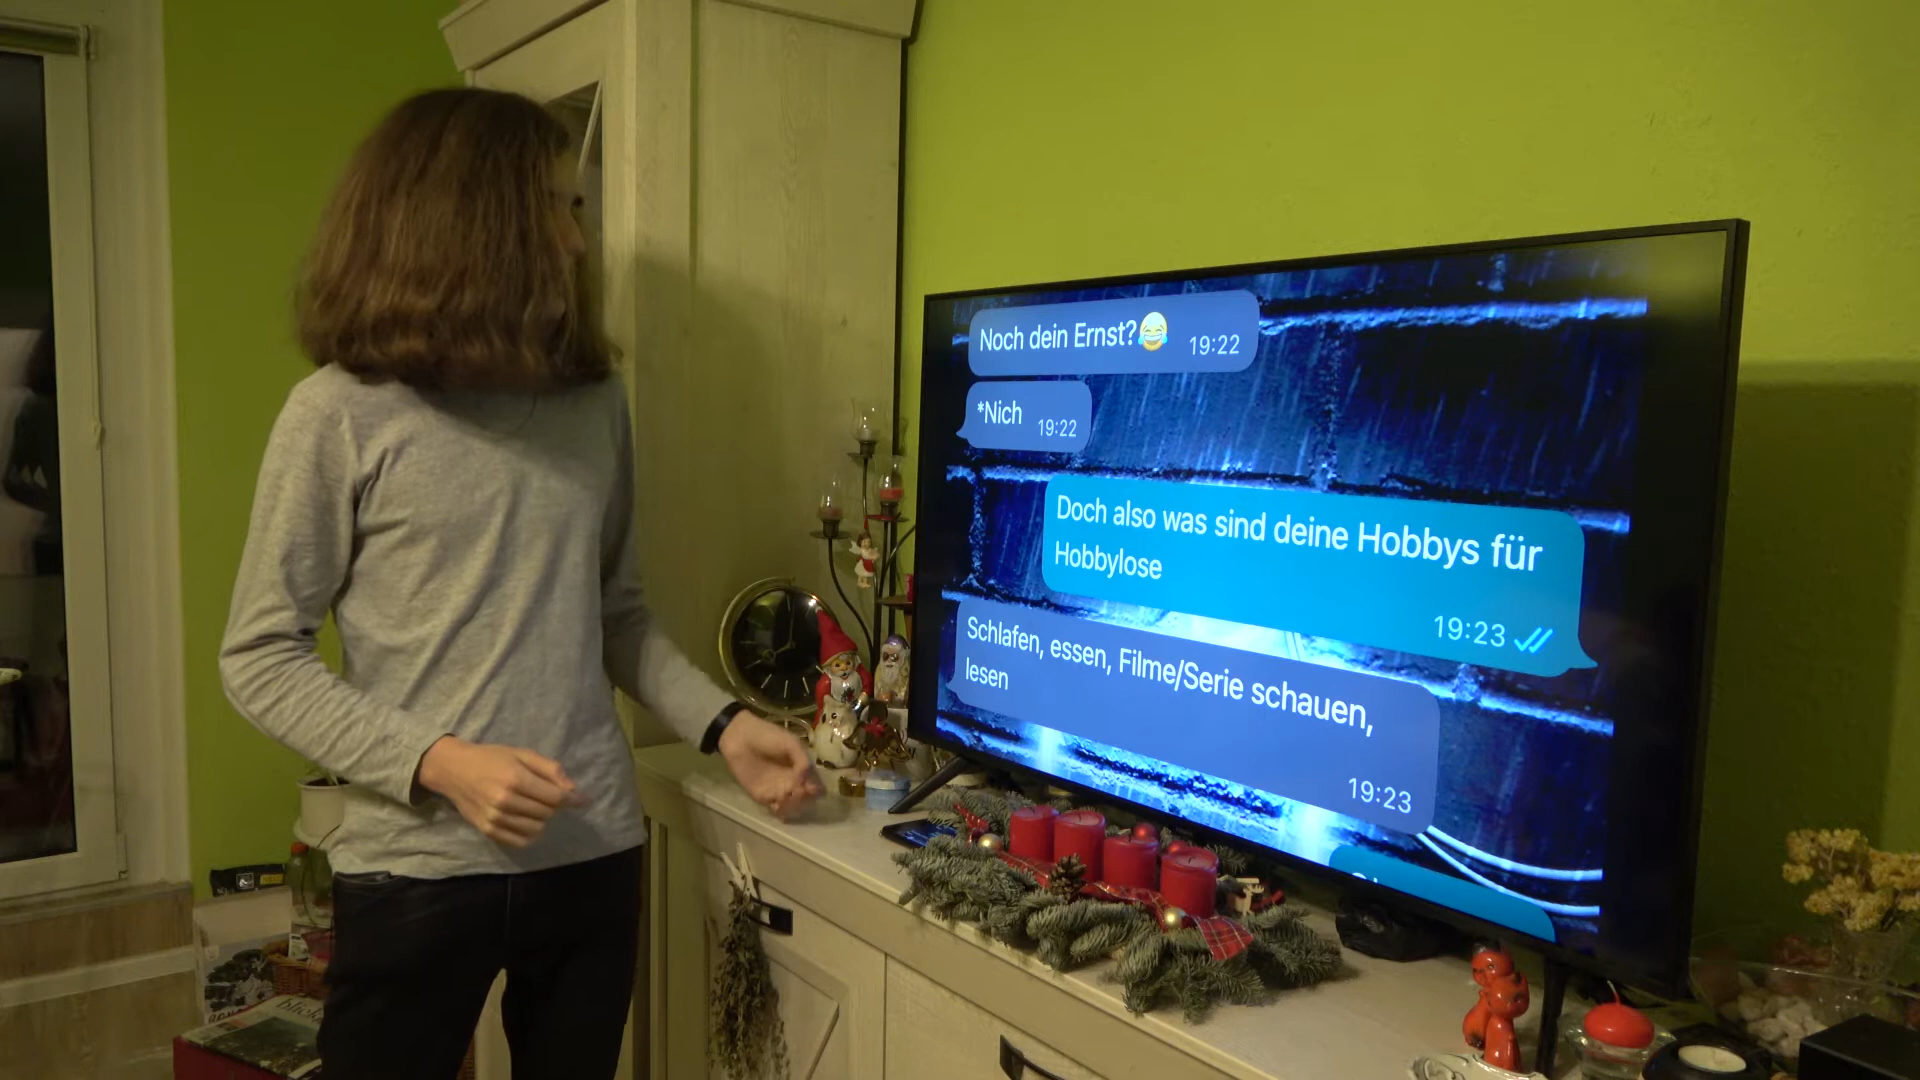 Noch dein Ernst?😂 19:22
*Nich 19:22
Doch also was sind deine Hobbys für
Hobbylose
19:23
Schlafen, essen, Filme/Serie schauen,
lesen
19:23
blick